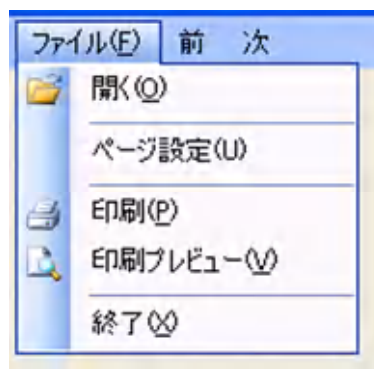 ファイル(F) 前 次
開く(O)
ページ設定(U)
印刷(P)
印刷プレビュー(V)
終了(X)